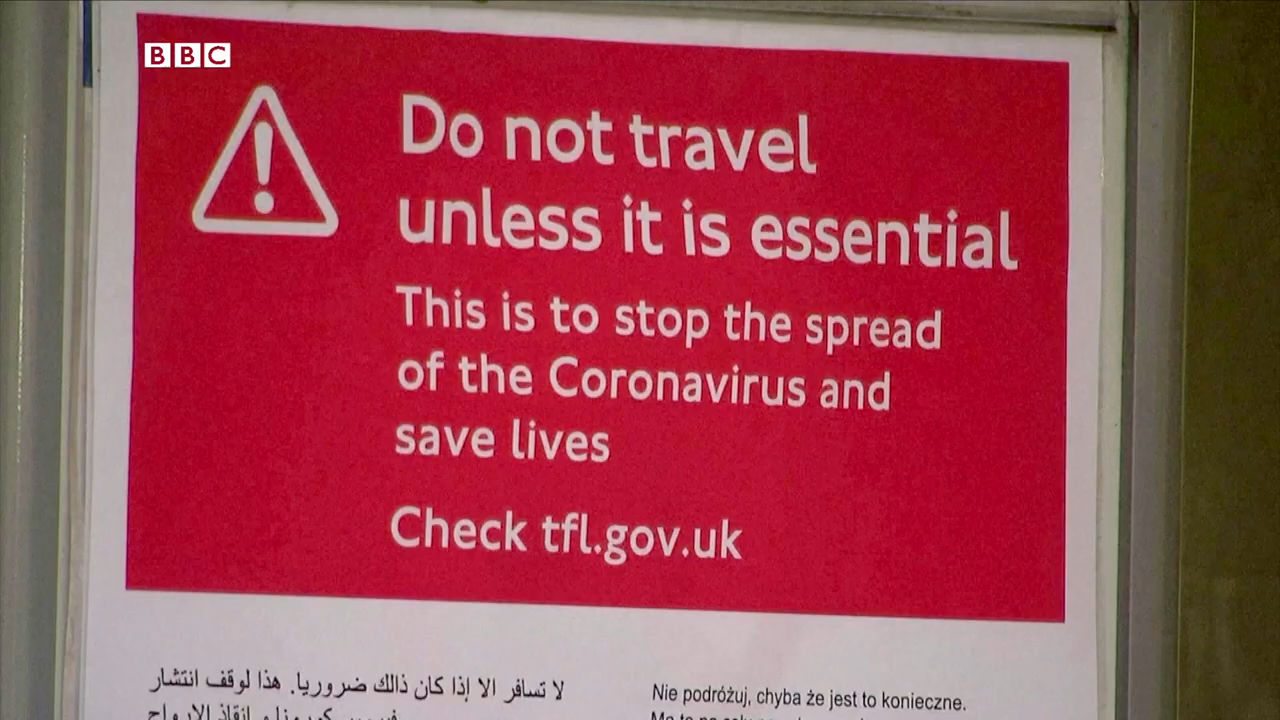 BBC
Do not travel
unless it is essential
This is to stop the spread
of the Coronavirus and
save lives
Check tfl.gov.uk
لا تسافر الا إذا كان ذالك ضروريا. هذا لوقف انتشار
Nie podróżuj, chyba że jest to konieczne.